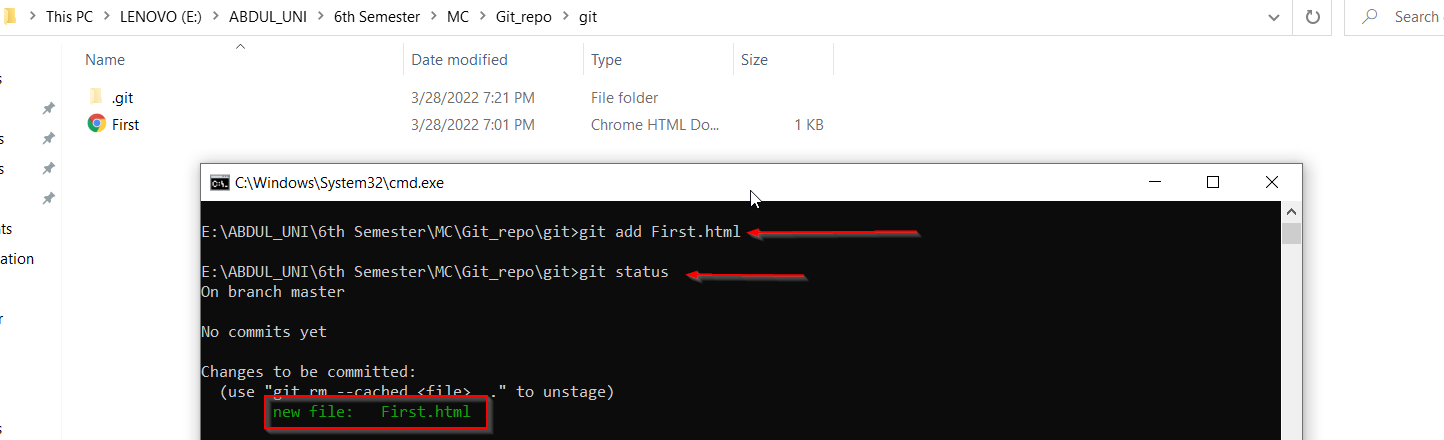 This PC > LENOVO (E:) > ABDUL_UNI > 6th Semester > MC > Git_repo > git
Search
Name Date modified Type Size
s
.git 3/28/2022 7:21 PM File folder
First 3/28/2022 7:01 PM Chrome HTML Do... 1 KB
s
s
C:\Windows\System32\cmd.exe
nts
E:\ABDUL_UNI\6th Semester\MC\Git_repo\git>git add First.html
ation
E:\ABDUL_UNI\6th Semester\MC\Git_repo\git>git status
On branch master
r
No commits yet
Changes to be committed:
(use "git rm --cached <file>..." to unstage)
new file: First.html
s